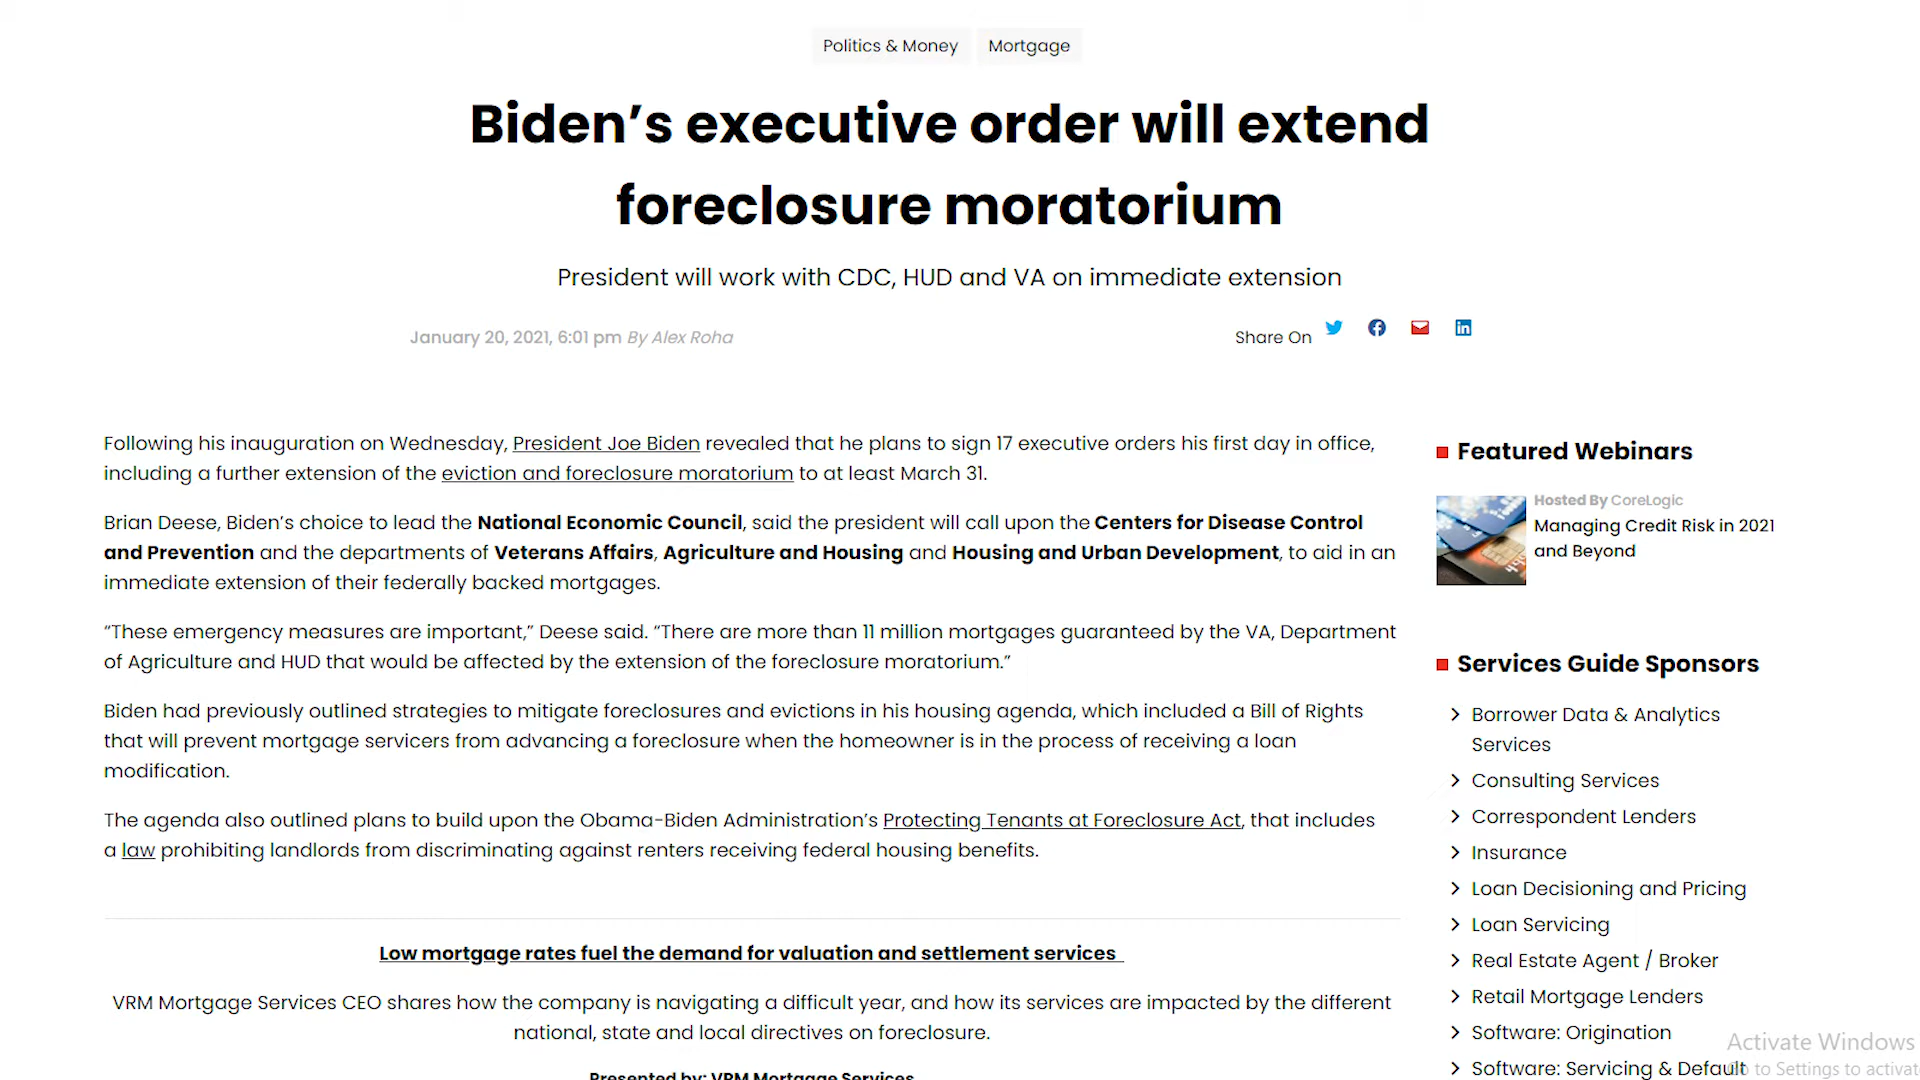 Politics & Money Mortgage
Biden’s executive order will extend
foreclosure moratorium
President will work with CDC, HUD and VA on immediate extension
January 20, 2021, 6:01 pm By Alex Roha
Share On
Following his inauguration on Wednesday, President Joe Biden revealed that he plans to sign 17 executive orders his first day in office,
including a further extension of the eviction and foreclosure moratorium to at least March 31.
Brian Deese, Biden’s choice to lead the National Economic Council, said the president will call upon the Centers for Disease Control
and Prevention and the departments of Veterans Affairs, Agriculture and Housing and Housing and Urban Development, to aid in an
immediate extension of their federally backed mortgages.
“These emergency measures are important,” Deese said. “There are more than 11 million mortgages guaranteed by the VA, Department
of Agriculture and HUD that would be affected by the extension of the foreclosure moratorium.”
Biden had previously outlined strategies to mitigate foreclosures and evictions in his housing agenda, which included a Bill of Rights
that will prevent mortgage servicers from advancing a foreclosure when the homeowner is in the process of receiving a loan
modification.
The agenda also outlined plans to build upon the Obama-Biden Administration’s Protecting Tenants at Foreclosure Act, that includes
a law prohibiting landlords from discriminating against renters receiving federal housing benefits.
Low mortgage rates fuel the demand for valuation and settlement services
VRM Mortgage Services CEO shares how the company is navigating a difficult year, and how its services are impacted by the different
national, state and local directives on foreclosure.
Presented by: VRM Mortgage Services
Featured Webinars
Hosted By CoreLogic
Managing Credit Risk in 2021
and Beyond
Services Guide Sponsors
Borrower Data & Analytics
Services
Consulting Services
Correspondent Lenders
Insurance
Loan Decisioning and Pricing
Loan Servicing
Real Estate Agent / Broker
Retail Mortgage Lenders
Software: Origination
Software: Servicing & Default
Activate Windows
to Settings to activat